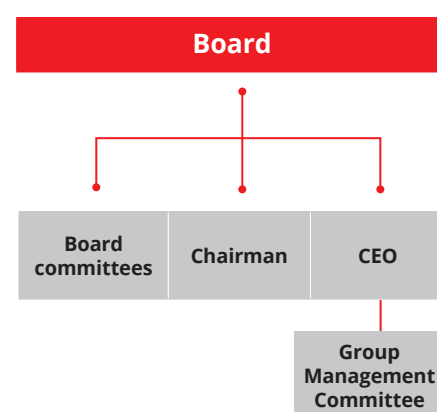 Board
Board
committees
Chairman
CEO
Group
Management
Committee